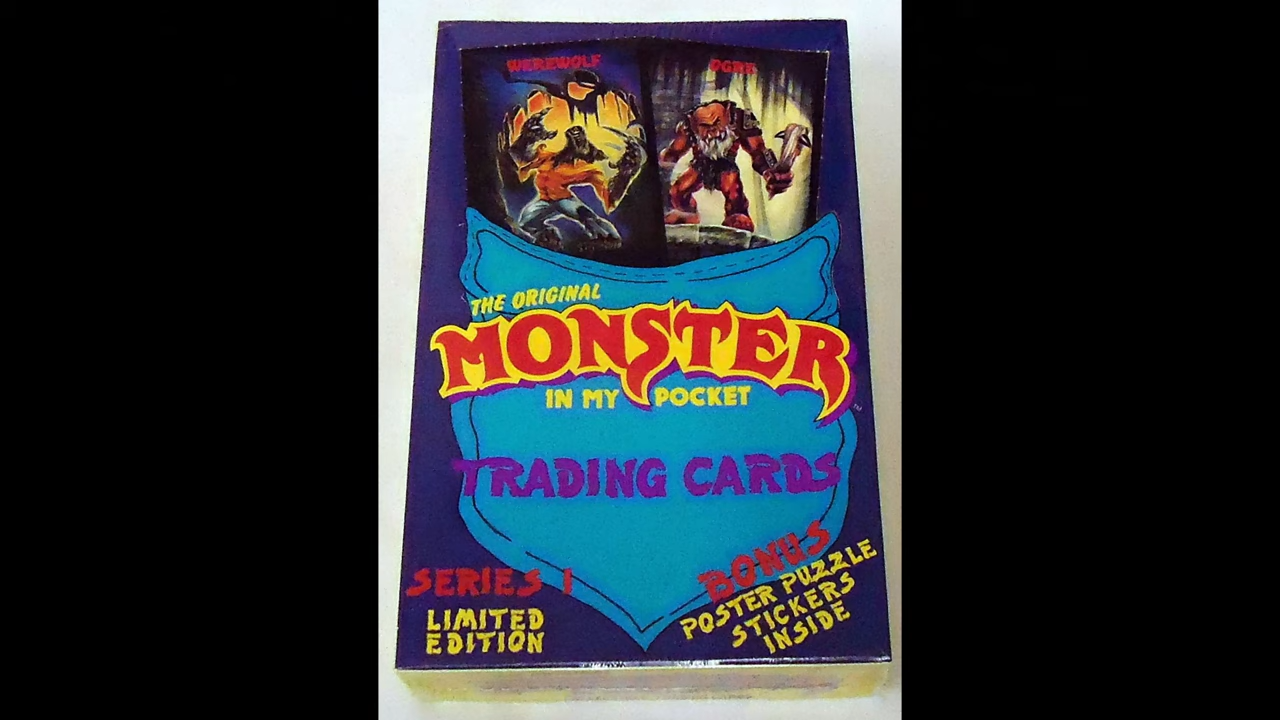 WEREWOLF
OGRE
THE ORIGINAL
MONSTER
IN MY POCKET
TM
TRADING CARDS
SERIES 1
LIMITED
EDITION
BONUS
POSTER PUZZLE
STICKERS
INSIDE